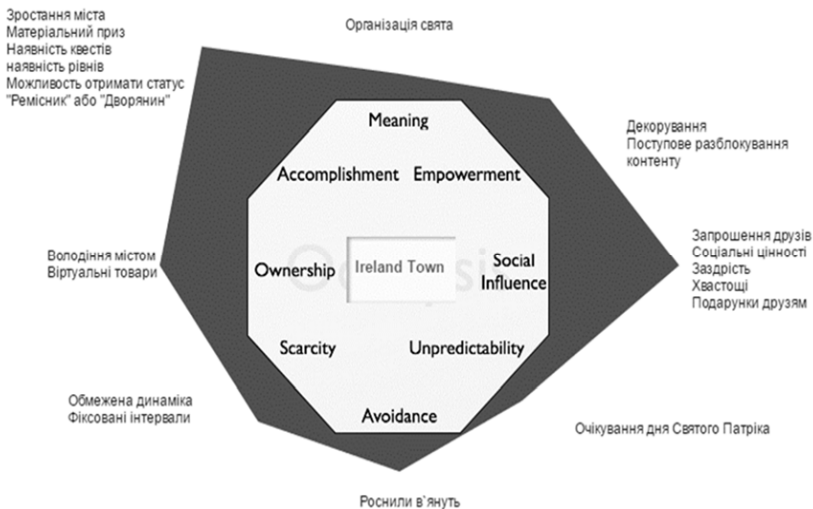 Зростання міста
Матеріальний приз
Наявність квестів
наявність рівнів
Можливость отримати статус
"Ремісник" або "Дворянин"
Організація свята
Декорування
Поступове разблокування
контенту
Meaning
Accomplishment
Empowerment
Володіння містом
Віртуальні товари
Ownership
Ireland Town
Social
Influence
Запрошення друзів
Соціальні цінності
Заздрість
Хвастощі
Подарунки друзям
Scarcity
Unpredictability
Обмежена динаміка
Фіксовані інтервали
Avoidance
Очікування дня Святого Патріка
Роснили в`януть